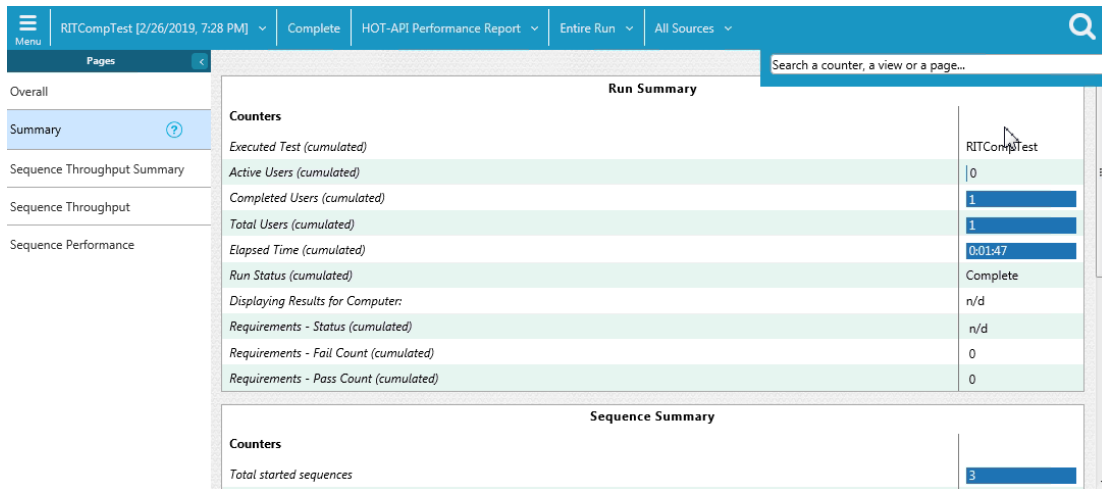 Menu
RITCompTest [2/26/2019, 7:28 PM]
Complete
HOT-API Performance Report
Entire Run
All Sources
Search a counter, a view or a page...
Pages
Overall
Summary ?
Sequence Throughput Summary
Sequence Throughput
Sequence Performance
Run Summary
Counters
Executed Test (cumulated) RITCompTest
Active Users (cumulated) 0
Completed Users (cumulated) 1
Total Users (cumulated) 1
Elapsed Time (cumulated) 0:01:47
Run Status (cumulated) Complete
Displaying Results for Computer: n/d
Requirements - Status (cumulated) n/d
Requirements - Fail Count (cumulated) 0
Requirements - Pass Count (cumulated) 0
Sequence Summary
Counters
Total started sequences 3